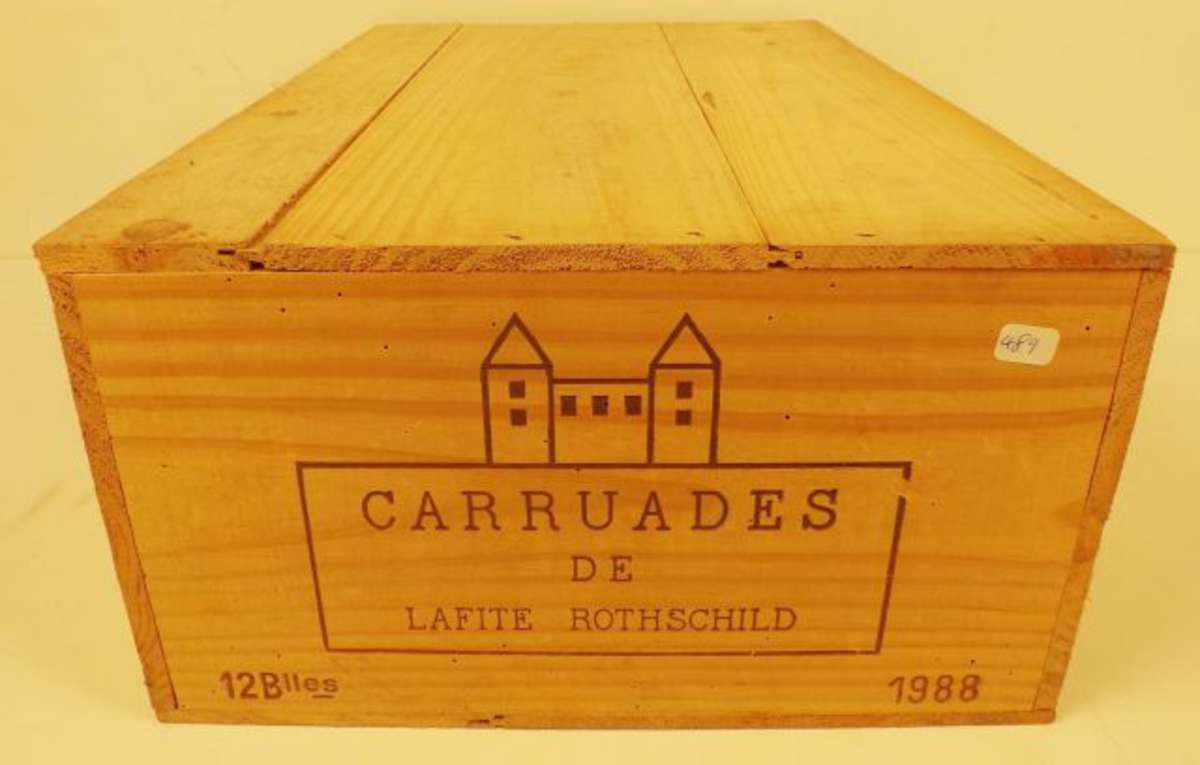 489
CARRUADES
DE
LAFITE ROTHSCHILD
12Blles
1988